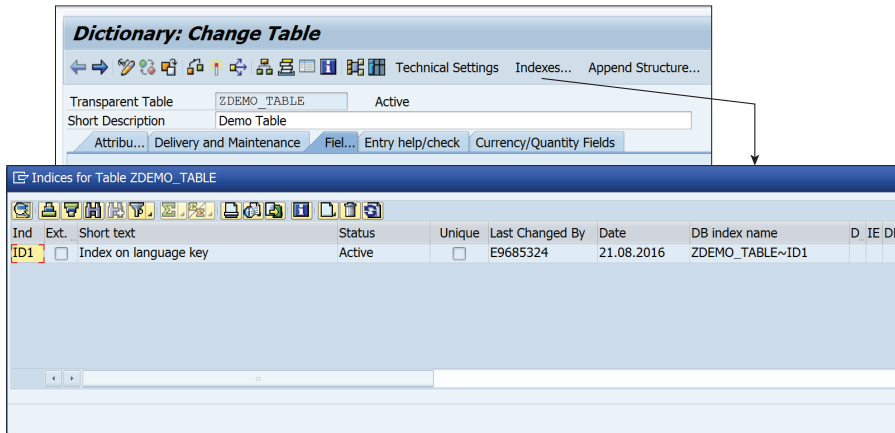 Dictionary: Change Table
Technical Settings Indexes... Append Structure...
Transparent Table ZDEMO_TABLE Active
Short Description Demo Table
Attribu... Delivery and Maintenance Fiel... Entry help/check Currency/Quantity Fields
Indices for Table ZDEMO_TABLE
Ind Ext. Short text Status Unique Last Changed By Date DB index name D... IE DB
ID1 Index on language key Active E9685324 21.08.2016 ZDEMO_TABLE~ID1